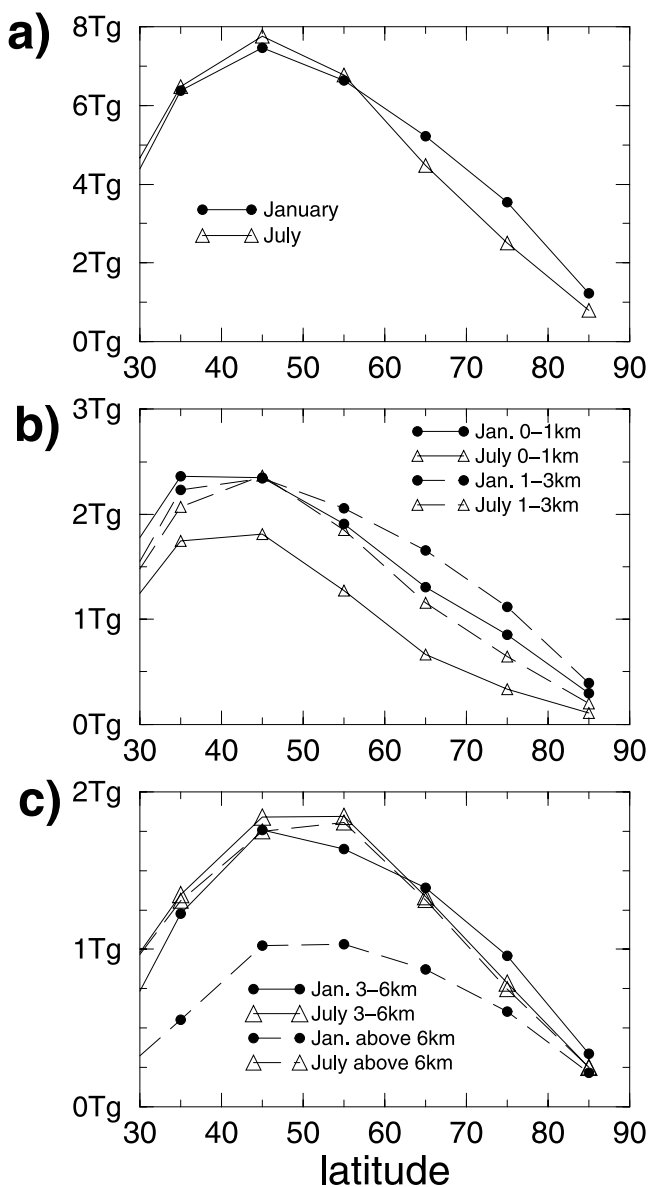 a)
8Tg
6Tg
4Tg
2Tg
0Tg
January
July
30 40 50 60 70 80 90
b)
3Tg
2Tg
1Tg
0Tg
Jan. 0–1km
July 0–1km
Jan. 1–3km
July 1–3km
30 40 50 60 70 80 90
c)
2Tg
1Tg
0Tg
Jan. 3–6km
July 3–6km
Jan. above 6km
July above 6km
30 40 50 60 70 80 90
latitude